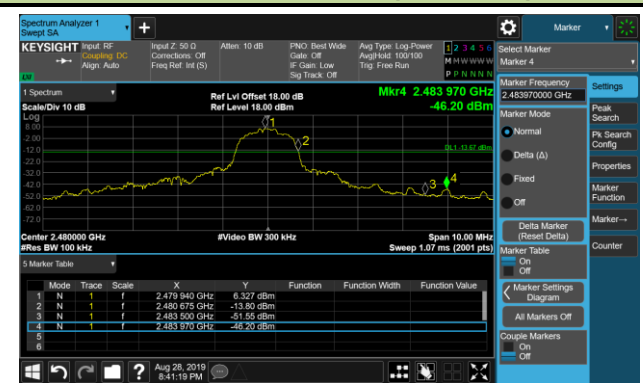 Spectrum Analyzer 1
Swept SA
Marker
KEYSIGHT
Input: RF
Coupling: DC
Align: Auto
Input Z: 50 Ω
Corrections: Off
Freq Ref: Int (S)
Atten: 10 dB
PNO: Best Wide
Gate: Off
IF Gain: Low
Sig Track: Off
Avg Type: Log-Power
Avg|Hold: 100/100
Trig: Free Run
1 2 3 4 5 6
M W W W W W
P P N N N N
Select Marker
Marker 4
1 Spectrum
Scale/Div 10 dB
Ref Lvl Offset 18.00 dB
Ref Level 18.00 dBm
Mkr4 2.483 970 GHz
-46.20 dBm
Log
8.00
-2.00
-12.0
-22.0
-32.0
-42.0
-52.0
-62.0
-72.0
1
2
3
4
DL1 -13.67 dBm
Center 2.480000 GHz
#Res BW 100 kHz
#Video BW 300 kHz
Span 10.00 MHz
Sweep 1.07 ms (2001 pts)
5 Marker Table
Mode Trace Scale X Y Function Function Width Function Value
1 N 1 f 2.479 940 GHz 6.327 dBm
2 N 1 f 2.480 675 GHz -13.80 dBm
3 N 1 f 2.483 500 GHz -51.55 dBm
4 N 1 f 2.483 970 GHz -46.20 dBm
5
6
Marker Frequency
2.483970000 GHz
Marker Mode
Normal
Delta (Δ)
Fixed
Off
Delta Marker
(Reset Delta)
Marker Table
On
Off
Marker Settings
Diagram
All Markers Off
Couple Markers
On
Off
Settings
Peak
Search
Pk Search
Config
Properties
Marker
Function
Marker→
Counter
?
Aug 28, 2019
8:41:19 PM